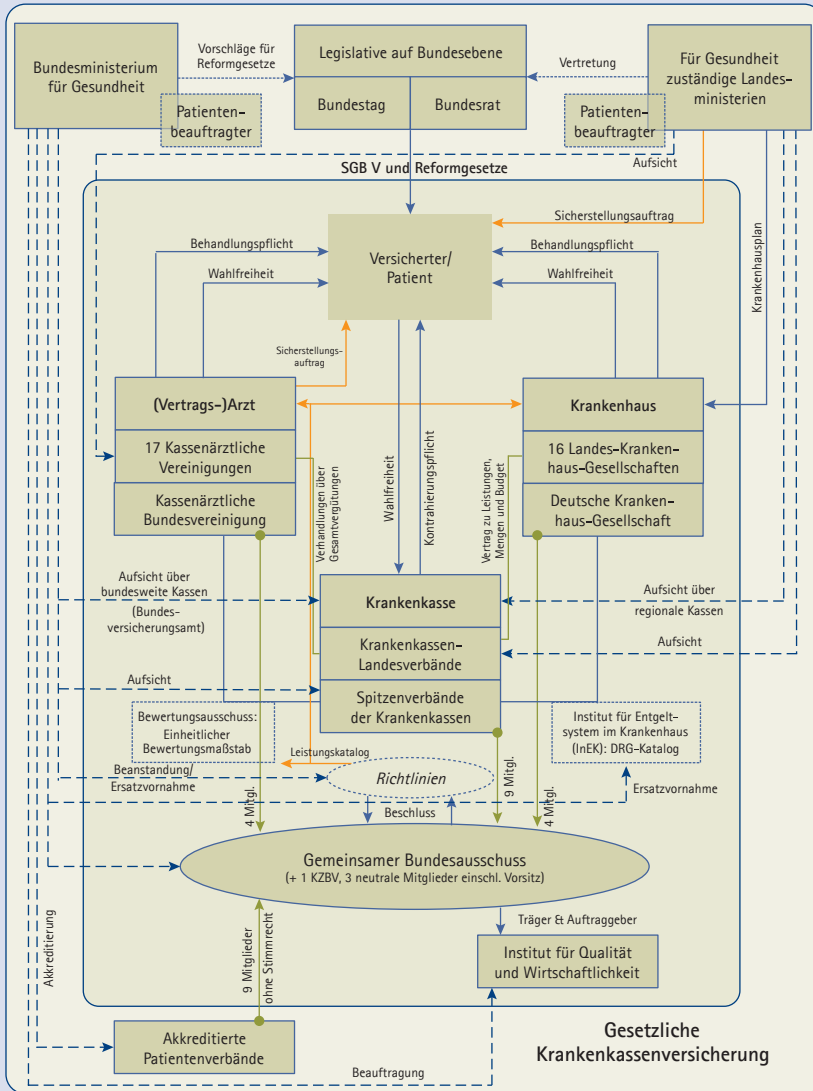 Bundesministerium
für Gesundheit
Vorschläge für
Reformgesetze
Legislative auf Bundesebene
Bundestag
Bundesrat
Vertretung
Für Gesundheit
zuständige Landes-
ministerien
Patienten-
beauftragter
Patienten-
beauftragter
Aufsicht
SGB V und Reformgesetze
Sicherstellungsauftrag
Krankenhausplan
Behandlungspflicht
Wahlfreiheit
Versicherter/
Patient
Behandlungspflicht
Wahlfreiheit
Sicherstellungs-
auftrag
(Vertrags-)Arzt
17 Kassenärztliche
Vereinigungen
Kassenärztliche
Bundesvereinigung
Krankenhaus
16 Landes-Kranken-
haus-Gesellschaften
Deutsche Kranken-
haus-Gesellschaft
Verhandlungen über
Gesamtvergütungen
Wahlfreiheit
Kontrahierungspflicht
Vertrag zu Leistungen,
Mengen und Budget
Aufsicht über
bundesweite Kassen
(Bundes-
versicherungsamt)
Krankenkasse
Krankenkassen-
Landesverbände
Spitzenverbände
der Krankenkassen
Aufsicht über
regionale Kassen
Aufsicht
Aufsicht
Bewertungsausschuss:
Einheitlicher
Bewertungsmaßstab
Institut für Entgelt-
system im Krankenhaus
(InEK): DRG-Katalog
Leistungskatalog
Beanstandung/
Ersatzvornahme
Richtlinien
Ersatzvornahme
4 Mitgl.
9 Mitgl.
4 Mitgl.
Beschluss
Gemeinsamer Bundesausschuss
(+ 1 KZBV, 3 neutrale Mitglieder einschl. Vorsitz)
Akkreditierung
9 Mitglieder
ohne Stimmrecht
Träger & Auftraggeber
Institut für Qualität
und Wirtschaftlichkeit
Akkreditierte
Patientenverbände
Beauftragung
Gesetzliche
Krankenkassenversicherung